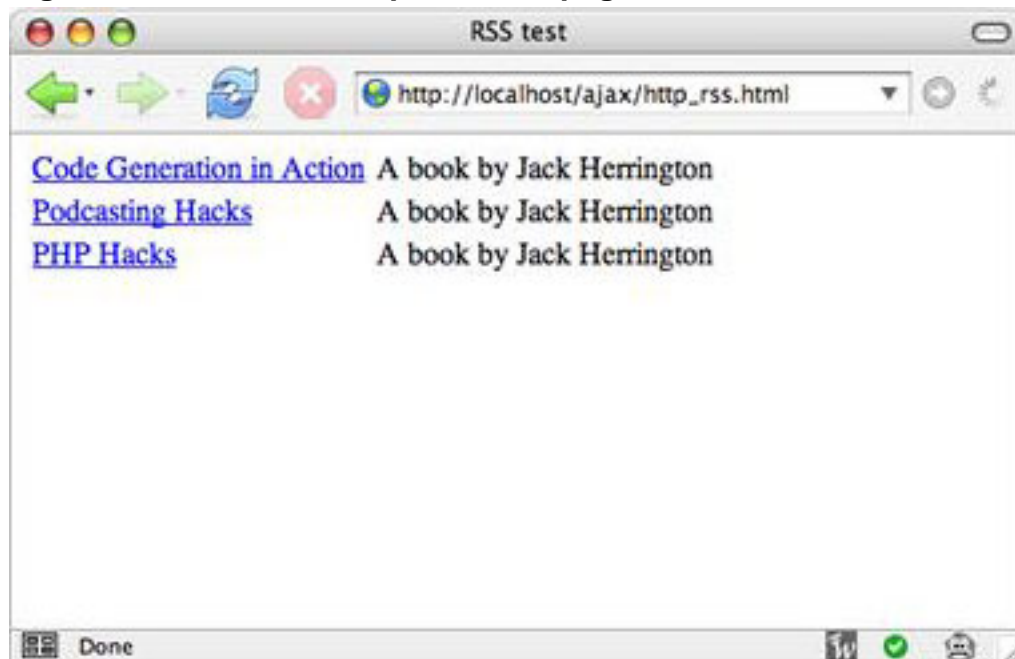 RSS test
http://localhost/ajax/http_rss.html
Code Generation in Action A book by Jack Herrington
Podcasting Hacks A book by Jack Herrington
PHP Hacks A book by Jack Herrington
Done